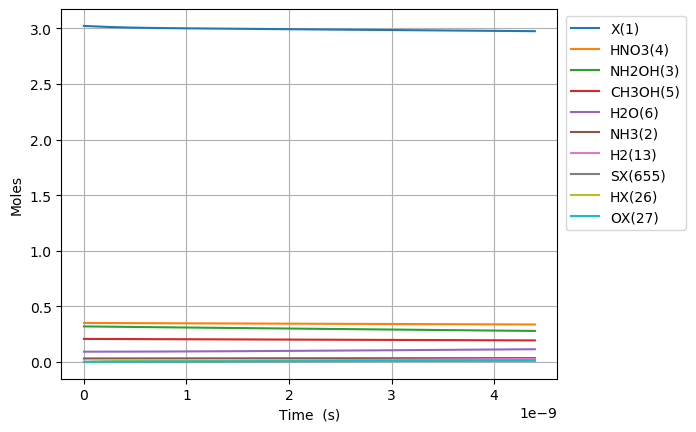 3.0
2.5
2.0
1.5
1.0
0.5
0.0
Moles
0
1
2
3
4
1e−9
Time (s)
X(1)
HNO3(4)
NH2OH(3)
CH3OH(5)
H2O(6)
NH3(2)
H2(13)
SX(655)
HX(26)
OX(27)